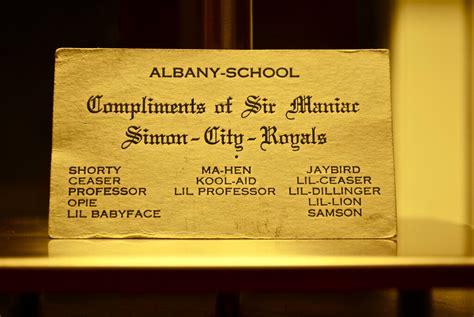 ALBANY-SCHOOL
Compliments of Sir Maniac
Simon-City-Royals
SHORTY MA-HEN JAYBIRD
CEASER KOOL-AID LIL-CEASER
PROFESSOR LIL PROFESSOR LIL-DILLINGER
OPIE LIL-LION
LIL BABYFACE SAMSON